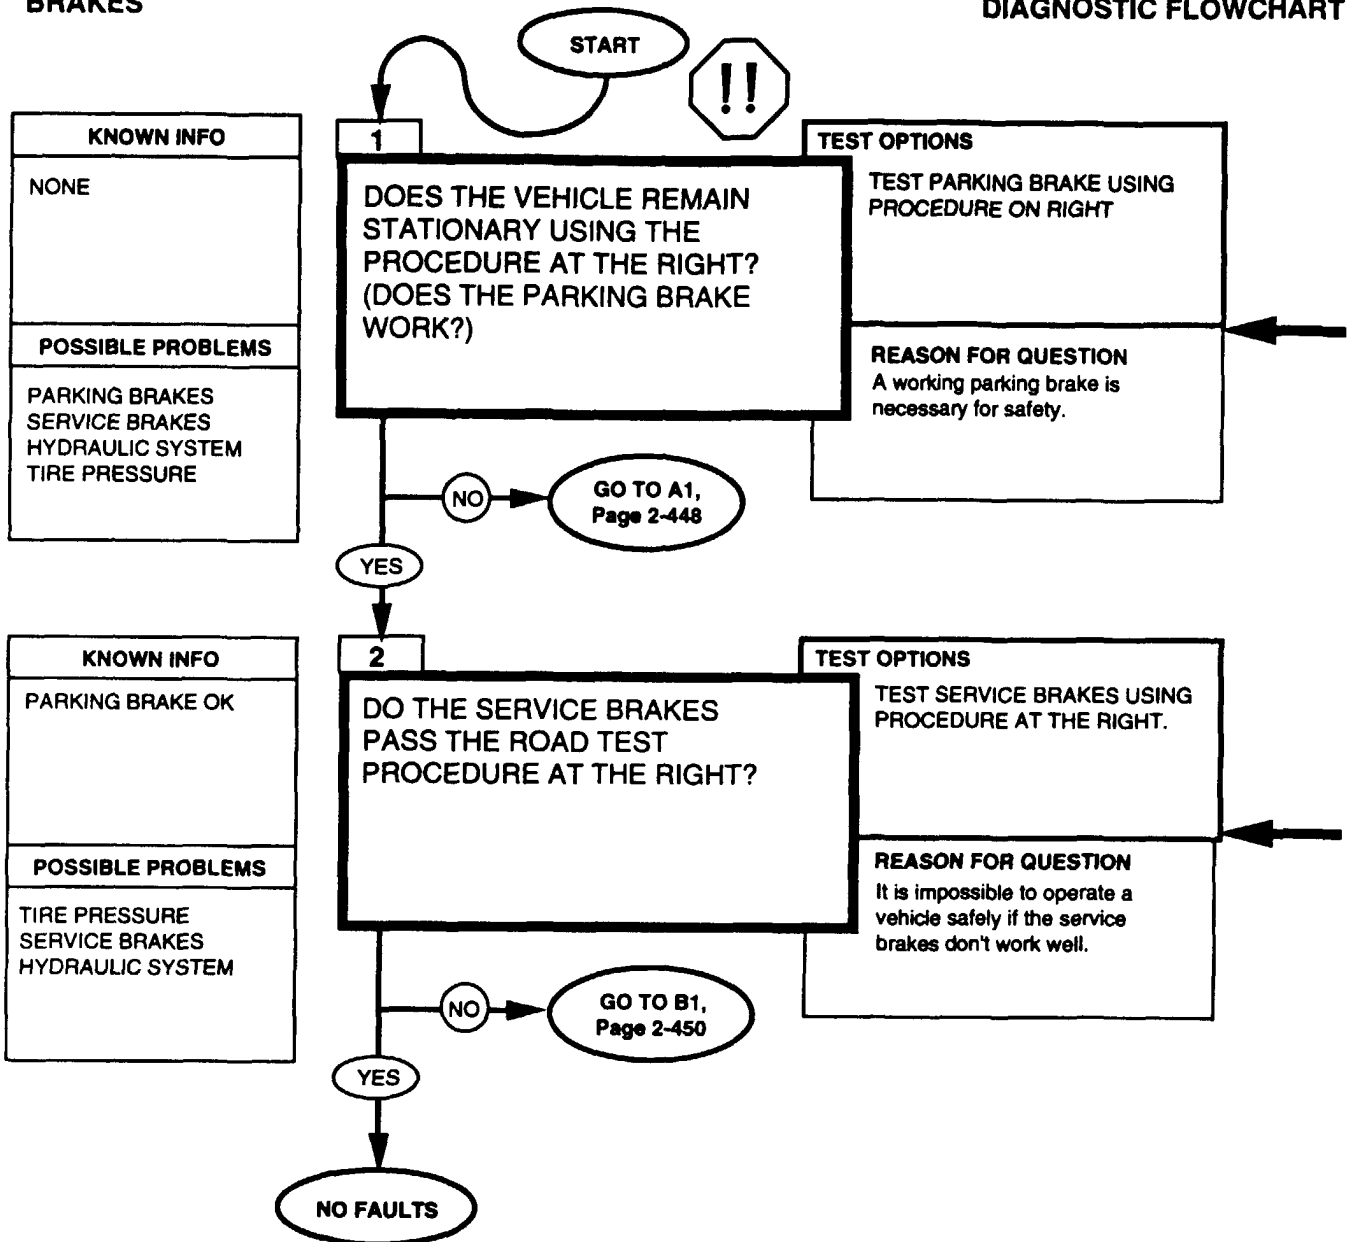 BRAKES
DIAGNOSTIC FLOWCHART
START
!!
KNOWN INFO
NONE
POSSIBLE PROBLEMS
PARKING BRAKES
SERVICE BRAKES
HYDRAULIC SYSTEM
TIRE PRESSURE
1
DOES THE VEHICLE REMAIN
STATIONARY USING THE
PROCEDURE AT THE RIGHT?
(DOES THE PARKING BRAKE
WORK?)
TEST OPTIONS
TEST PARKING BRAKE USING
PROCEDURE ON RIGHT
REASON FOR QUESTION
A working parking brake is
necessary for safety.
NO
GO TO A1,
Page 2-448
YES
KNOWN INFO
PARKING BRAKE OK
POSSIBLE PROBLEMS
TIRE PRESSURE
SERVICE BRAKES
HYDRAULIC SYSTEM
2
DO THE SERVICE BRAKES
PASS THE ROAD TEST
PROCEDURE AT THE RIGHT?
TEST OPTIONS
TEST SERVICE BRAKES USING
PROCEDURE AT THE RIGHT.
REASON FOR QUESTION
It is impossible to operate a
vehicle safely if the service
brakes don't work well.
NO
GO TO B1,
Page 2-450
YES
NO FAULTS